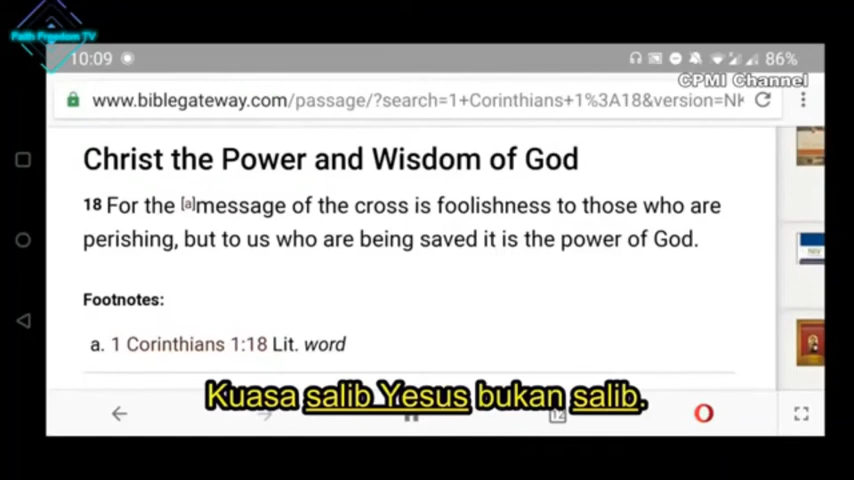 Faith Freedom TV
10:09
86%
CPMI Channel
www.biblegateway.com/passage/?search=1+Corinthians+1%3A18&version=NK
Christ the Power and Wisdom of God
18 For the [a]message of the cross is foolishness to those who are
perishing, but to us who are being saved it is the power of God.
Footnotes:
a. 1 Corinthians 1:18 Lit. word
Kuasa salib Yesus bukan salib.
12